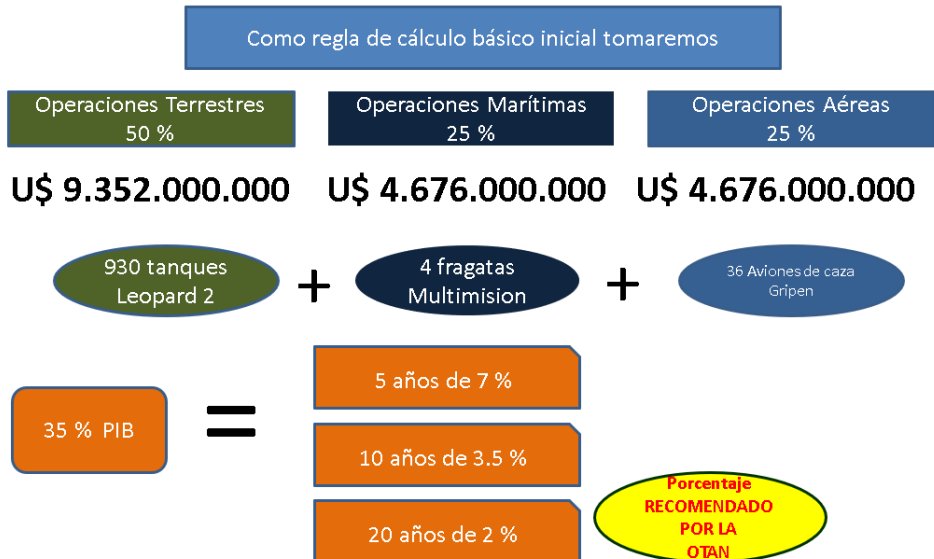 Como regla de cálculo básico inicial tomaremos
Operaciones Terrestres
50 %
Operaciones Marítimas
25 %
Operaciones Aéreas
25 %
U$ 9.352.000.000
U$ 4.676.000.000
U$ 4.676.000.000
930 tanques
Leopard 2
+
4 fragatas
Multimision
+
36 Aviones de caza
Gripen
35 % PIB
=
5 años de 7 %
10 años de 3.5 %
20 años de 2 %
Porcentaje
RECOMENDADO
POR LA
OTAN